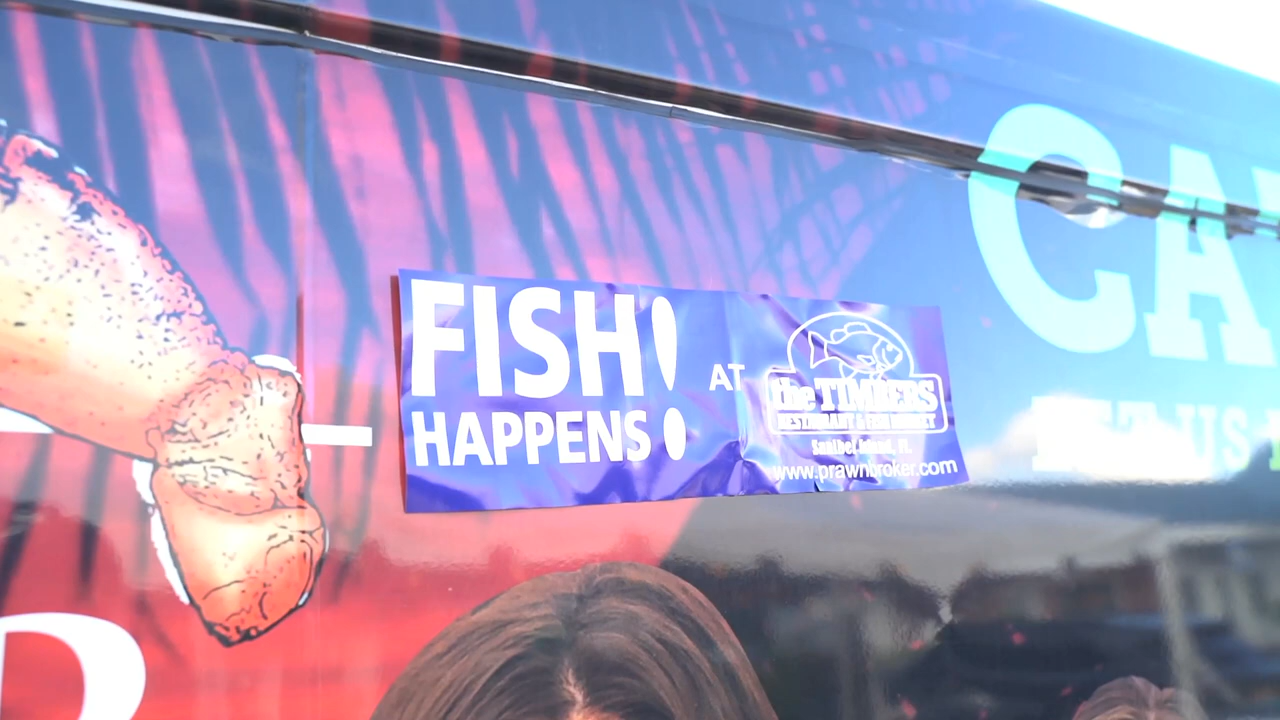 FISH!
HAPPENS!
AT
the TIMBERS
RESTAURANT & FISH MARKET
Sanibel Island, FL
www.prawnbroker.com
CA